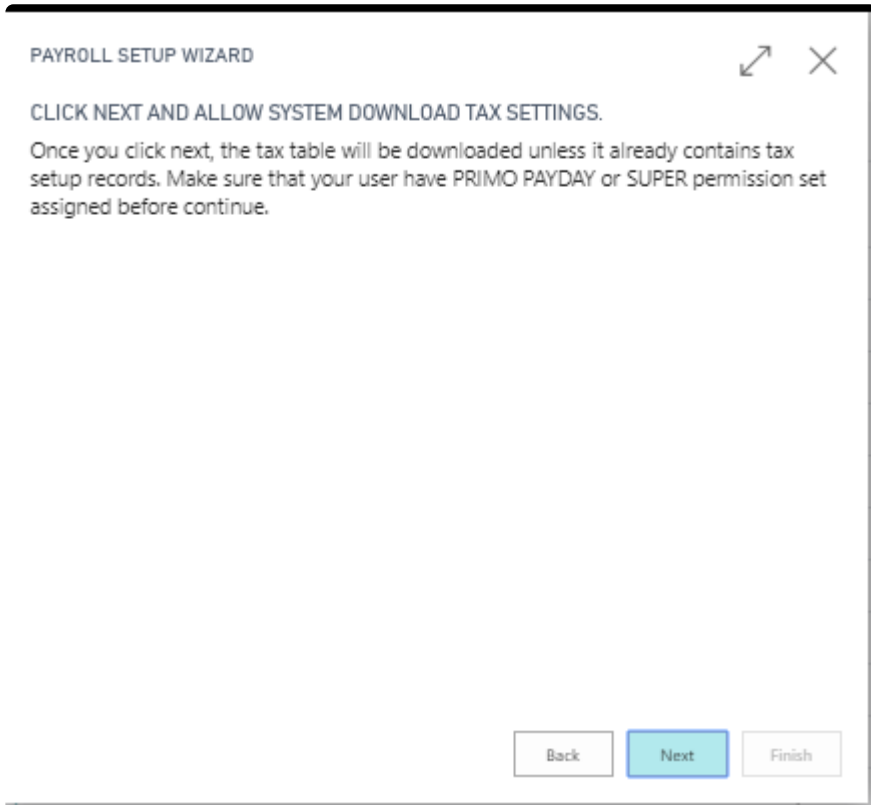 PAYROLL SETUP WIZARD
CLICK NEXT AND ALLOW SYSTEM DOWNLOAD TAX SETTINGS.
Once you click next, the tax table will be downloaded unless it already contains tax
setup records. Make sure that your user have PRIMO PAYDAY or SUPER permission set
assigned before continue.
Back Next Finish